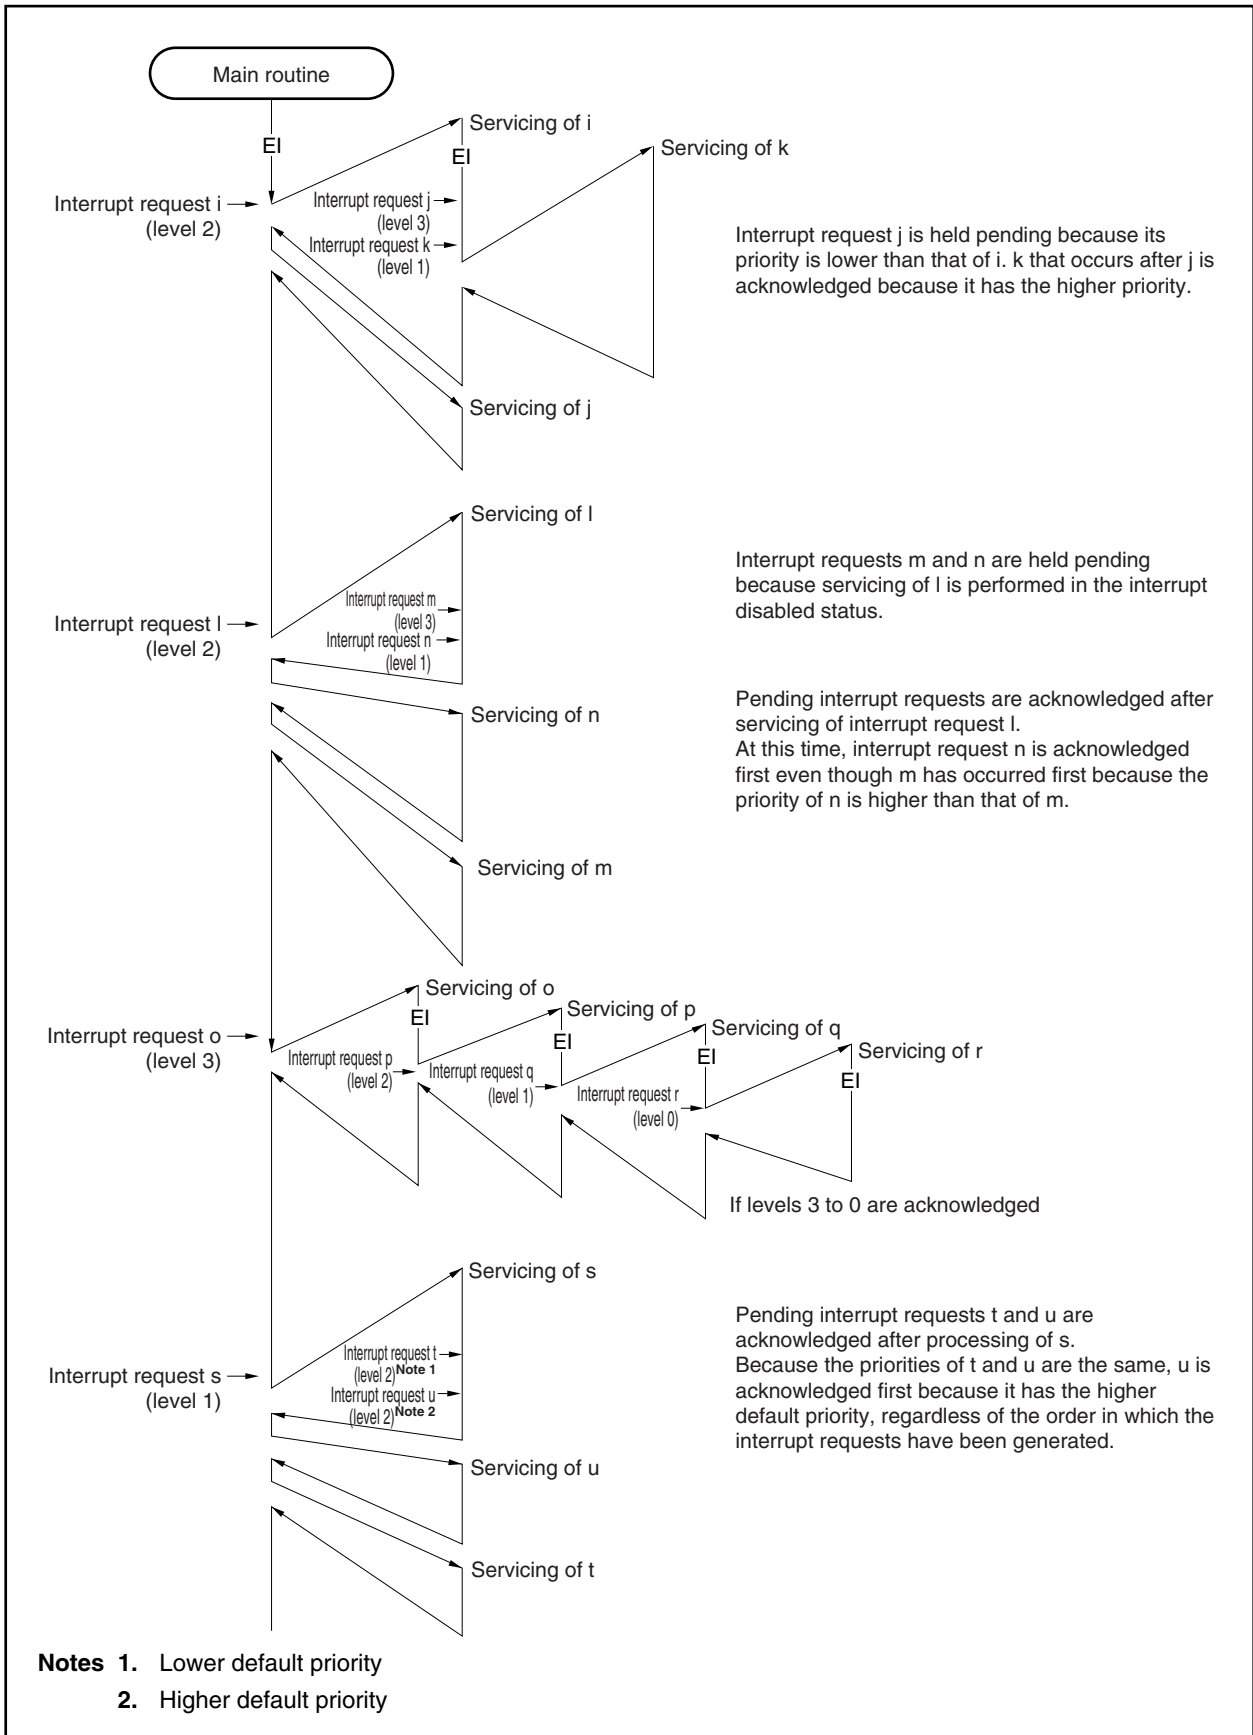 Main routine
EI
Servicing of i
EI
Servicing of k
Interrupt request i
(level 2)
Interrupt request j
(level 3)
Interrupt request k
(level 1)
Interrupt request j is held pending because its
priority is lower than that of i. k that occurs after j is
acknowledged because it has the higher priority.
Servicing of j
Servicing of l
Interrupt request l
(level 2)
Interrupt request m
(level 3)
Interrupt request n
(level 1)
Interrupt requests m and n are held pending
because servicing of l is performed in the interrupt
disabled status.
Servicing of n
Pending interrupt requests are acknowledged after
servicing of interrupt request l.
At this time, interrupt request n is acknowledged
first even though m has occurred first because the
priority of n is higher than that of m.
Servicing of m
Interrupt request o
(level 3)
Servicing of o
EI
Interrupt request p
(level 2)
Servicing of p
EI
Interrupt request q
(level 1)
Servicing of q
EI
Interrupt request r
(level 0)
Servicing of r
EI
If levels 3 to 0 are acknowledged
Servicing of s
Interrupt request s
(level 1)
Interrupt request t
(level 2)Note 1
Interrupt request u
(level 2)Note 2
Pending interrupt requests t and u are
acknowledged after processing of s.
Because the priorities of t and u are the same, u is
acknowledged first because it has the higher
default priority, regardless of the order in which the
interrupt requests have been generated.
Servicing of u
Servicing of t
Notes 1. Lower default priority
2. Higher default priority